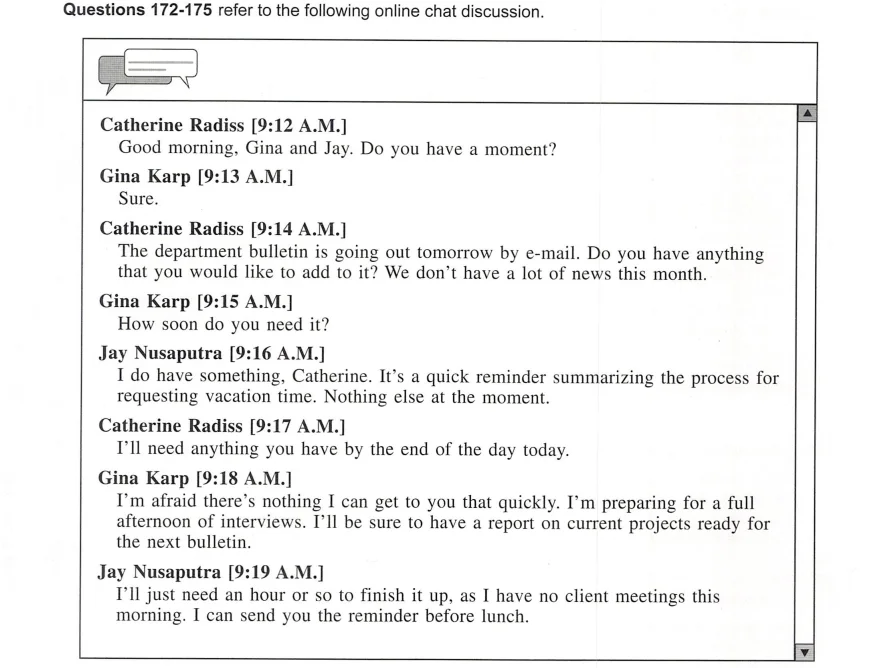 Questions 172-175 refer to the following online chat discussion.
Catherine Radiss [9:12 A.M.]
Good morning, Gina and Jay. Do you have a moment?
Gina Karp [9:13 A.M.]
Sure.
Catherine Radiss [9:14 A.M.]
The department bulletin is going out tomorrow by e-mail. Do you have anything
that you would like to add to it? We don't have a lot of news this month.
Gina Karp [9:15 A.M.]
How soon do you need it?
Jay Nusaputra [9:16 A.M.]
I do have something, Catherine. It's a quick reminder summarizing the process for
requesting vacation time. Nothing else at the moment.
Catherine Radiss [9:17 A.M.]
I'll need anything you have by the end of the day today.
Gina Karp [9:18 A.M.]
I'm afraid there's nothing I can get to you that quickly. I'm preparing for a full
afternoon of interviews. I'll be sure to have a report on current projects ready for
the next bulletin.
Jay Nusaputra [9:19 A.M.]
I'll just need an hour or so to finish it up, as I have no client meetings this
morning. I can send you the reminder before lunch.